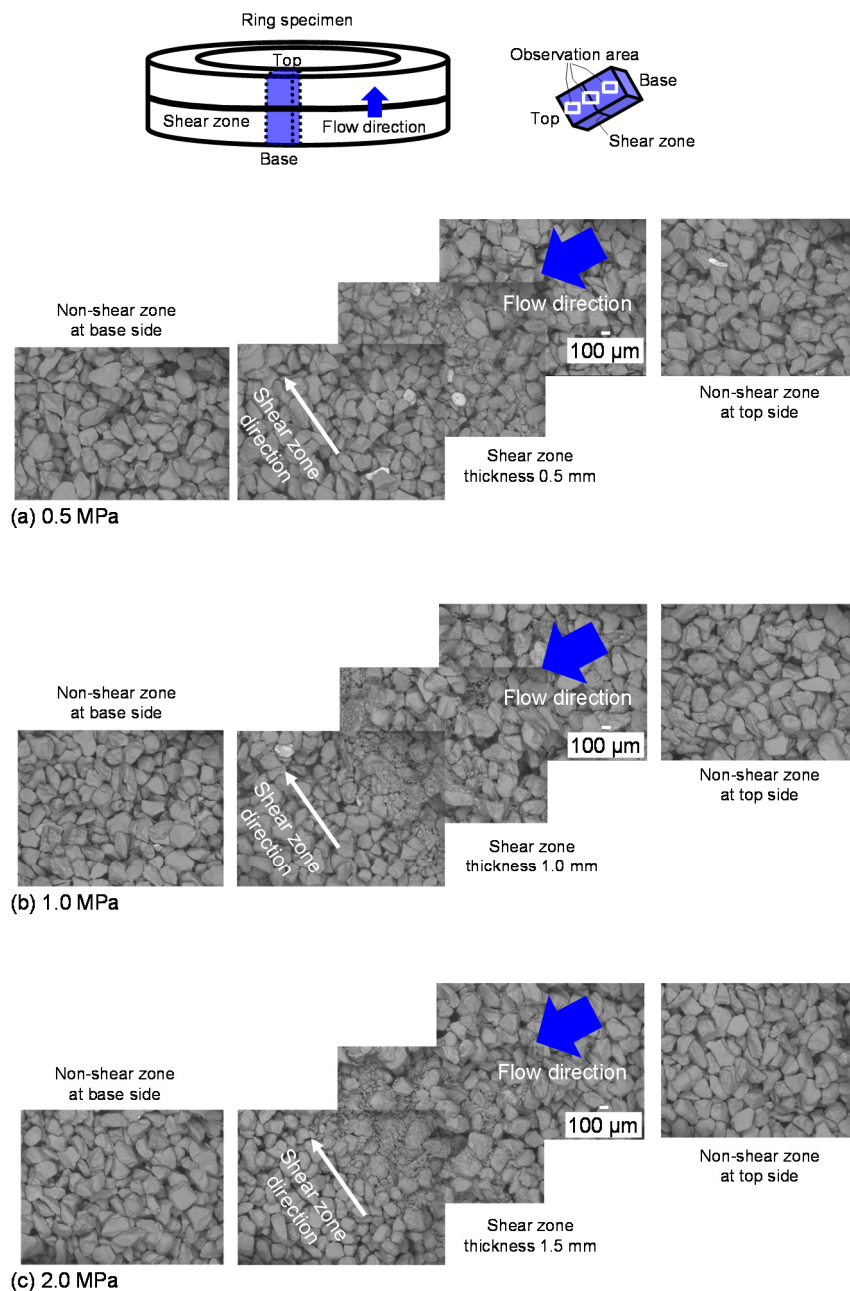 Ring specimen
Top
Shear zone
Flow direction
Base
Observation area
Base
Top
Shear zone
Non-shear zone
at base side
Flow direction
100 µm
Shear zone
direction
Non-shear zone
at top side
Shear zone
thickness 0.5 mm
(a) 0.5 MPa
Non-shear zone
at base side
Flow direction
100 µm
Shear zone
direction
Non-shear zone
at top side
Shear zone
thickness 1.0 mm
(b) 1.0 MPa
Non-shear zone
at base side
Flow direction
100 µm
Shear zone
direction
Non-shear zone
at top side
Shear zone
thickness 1.5 mm
(c) 2.0 MPa